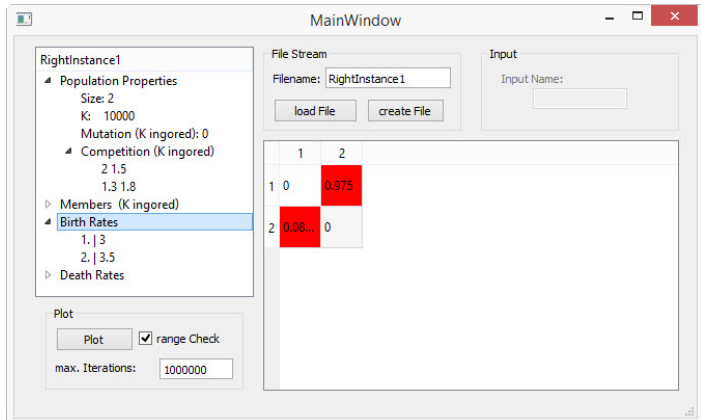 MainWindow
RightInstance1
Population Properties
Size: 2
K: 10000
Mutation (K ingored): 0
Competition (K ingored)
2 1.5
1.3 1.8
Members (K ingored)
Birth Rates
1. | 3
2. | 3.5
Death Rates
Plot
Plot
range Check
max. Iterations: 1000000
File Stream
Filename: RightInstance1
load File create File
Input
Input Name:
1 2
1 0 0.975
2 0.08... 0